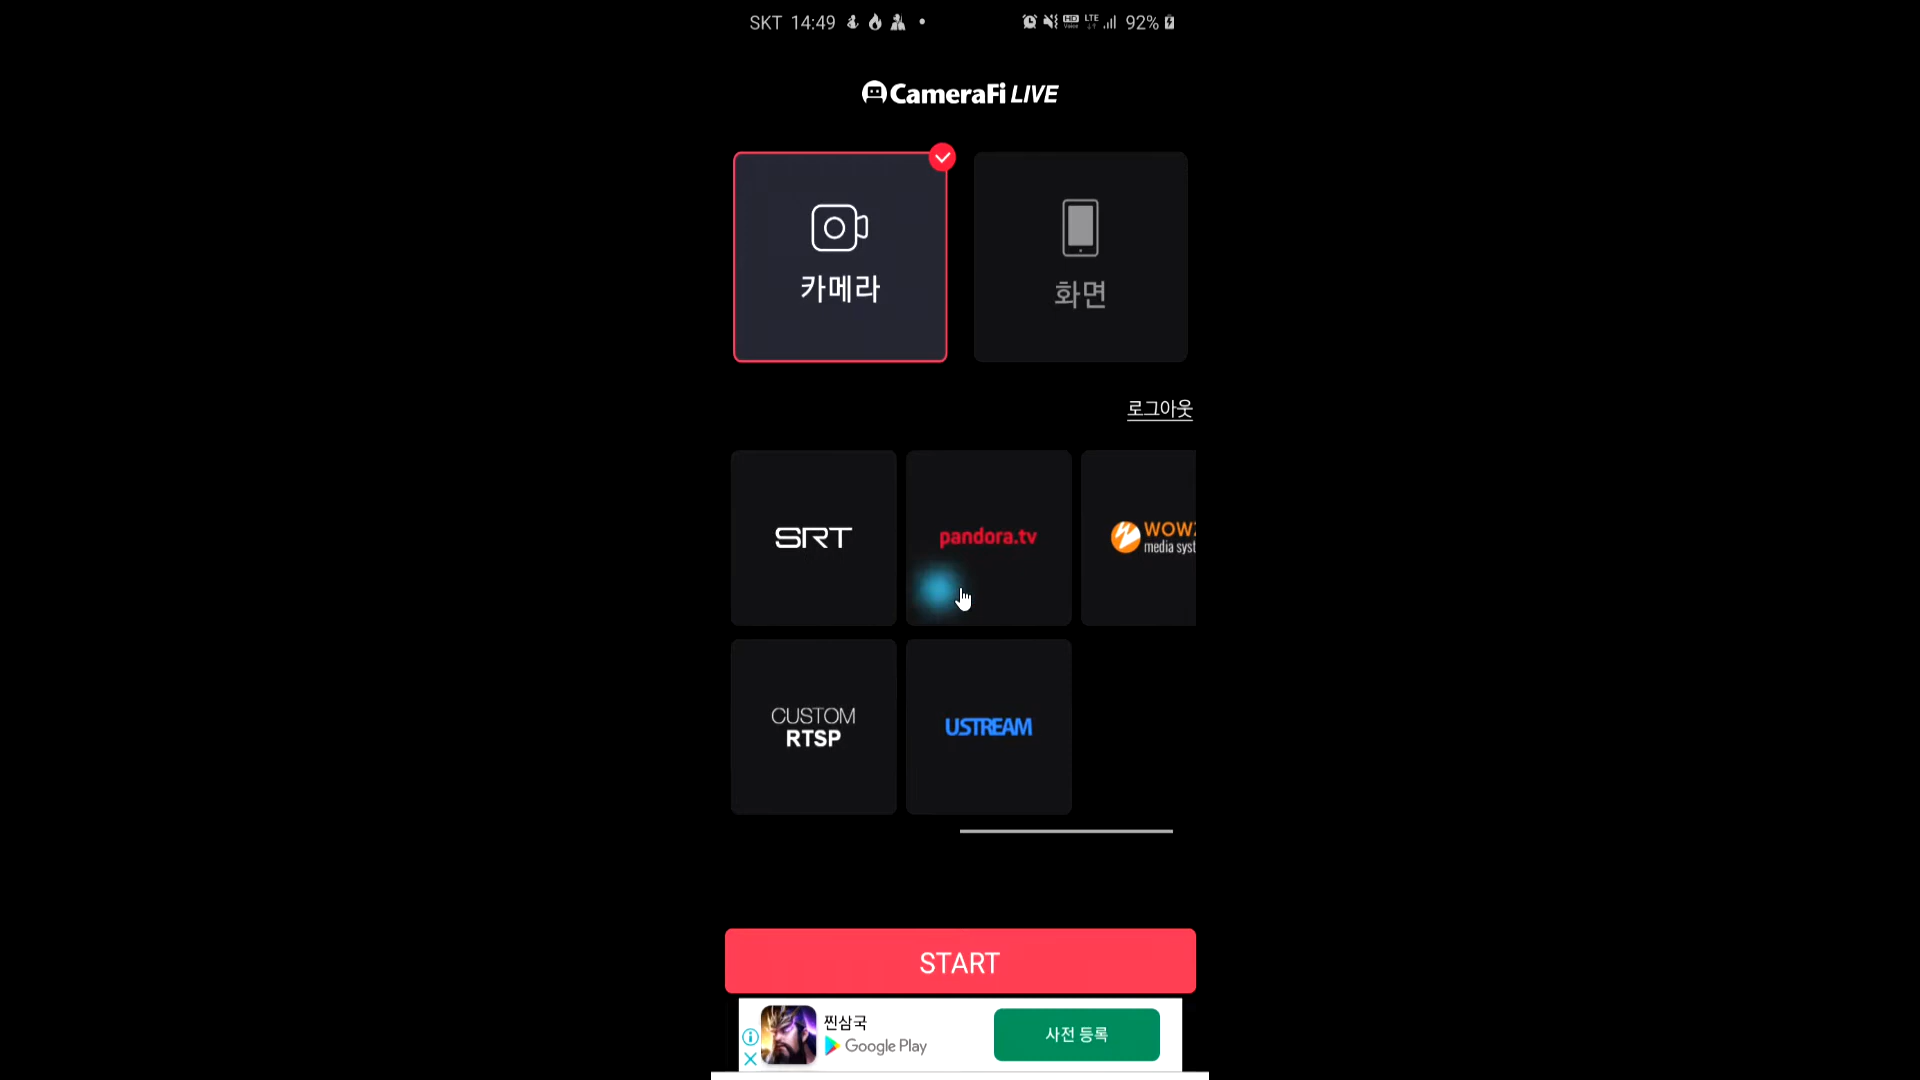 SKT 14:49
92%
CameraFi LIVE
카메라
화면
로그아웃
SRT
pandora.tv
WOWZ
media syst
CUSTOM
RTSP
USTREAM
START
찐삼국
Google Play
사전 등록